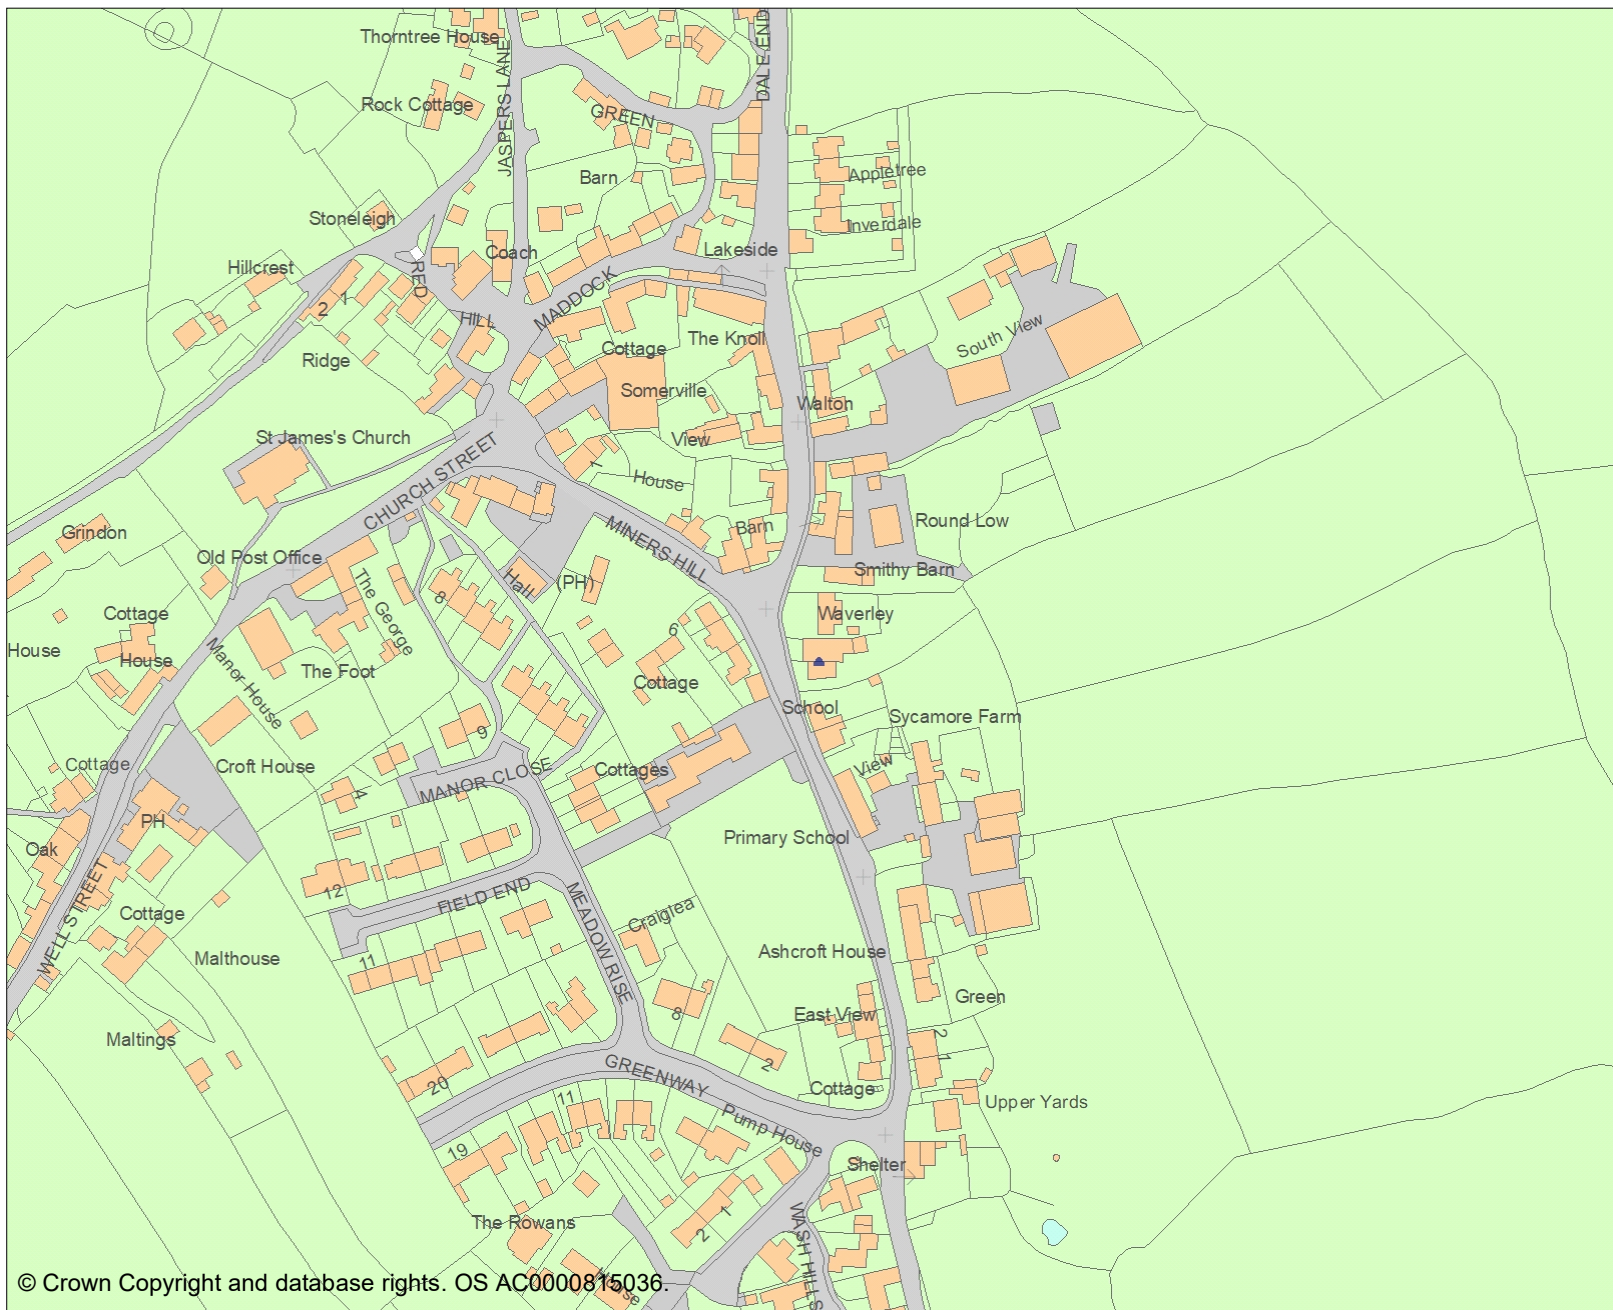 Thorntree House
JASPERS LANE
DALE END
Rock Cottage
GREEN
Barn
Appletree
Stoneleigh
Inverdale
Lakeside
Coach
Hillcrest
RED
1
2
MADDOCK
HILL
South View
The Knoll
Cottage
Ridge
Somerville
Walton
St James's Church
View
CHURCH STREET
1
House
Round Low
Grindon
MINERS HILL
Barn
Old Post Office
Smithy Barn
The George
Hall
(PH)
8
Cottage
Waverley
6
House
House
Manor House
The Foot
Cottage
School
Sycamore Farm
9
Cottage
Croft House
MANOR CLOSE
Cottages
View
4
PH
Primary School
Oak
12
FIELD END
MEADOW RISE
WELL STREET
Cottage
Craiglea
Malthouse
11
Ashcroft House
Green
8
East View
Maltings
2
1
2
GREENWAY
20
Cottage
11
Upper Yards
Pump House
19
Shelter
The Rowans
1
2
WASH HILLS
House
© Crown Copyright and database rights. OS AC0000815036.